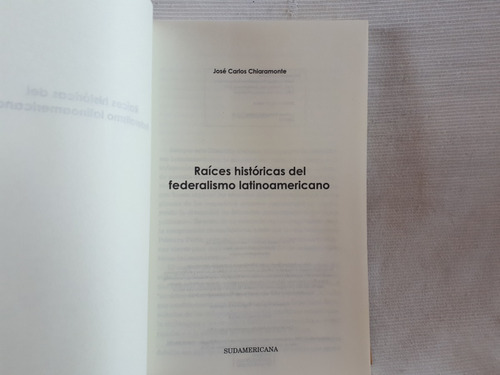 José Carlos Chiaramonte
Raíces históricas del
federalismo latinoamericano
SUDAMERICANA